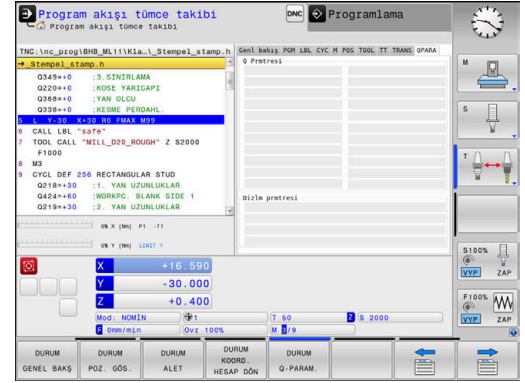 Program akışı tümce takibi
Program akışı tümce takibi
DNC
Programlama
TNC:\nc_prog\BHB_ML11\Kla…\_Stempel_stamp.h
→_Stempel_stamp.h
Q349=+0 ;3.SINIRLAMA
Q220=+0 ;KOSE YARICAPI
Q368=+0 ;YAN OLCU
Q338=+0 ;KESME PERDAHL.
5 L Y-30 X+30 R0 FMAX M99
6 CALL LBL "safe"
7 TOOL CALL "MILL_D20_ROUGH" Z S2000
F1000
8 M3
9 CYCL DEF 256 RECTANGULAR STUD
Q218=+30 ;1. YAN UZUNLUKLAR
Q424=+60 ;WORKPC. BLANK SIDE 1
Q219=+30 ;2. YAN UZUNLUKLAR
Genl bakış PGM LBL CYC M POS TOOL TT TRANS QPARA
Q Prmtresi
Dizlm prmtresi
0% X [Nm] P1 -T1
0% Y [Nm] LIMIT 1
X +16.590
Y -30.000
Z +0.400
Mod: NOMİN 1 T 50 Z S 2000
F 0mm/min Ovr 100% M 5/9
M
S
T
S100%
VYP ZAP
F100%
VYP ZAP
DURUM GENEL BAKŞ
DURUM POZ. GÖS.
DURUM ALET
DURUM KOORD. HESAP DÖN
DURUM Q-PARAM.